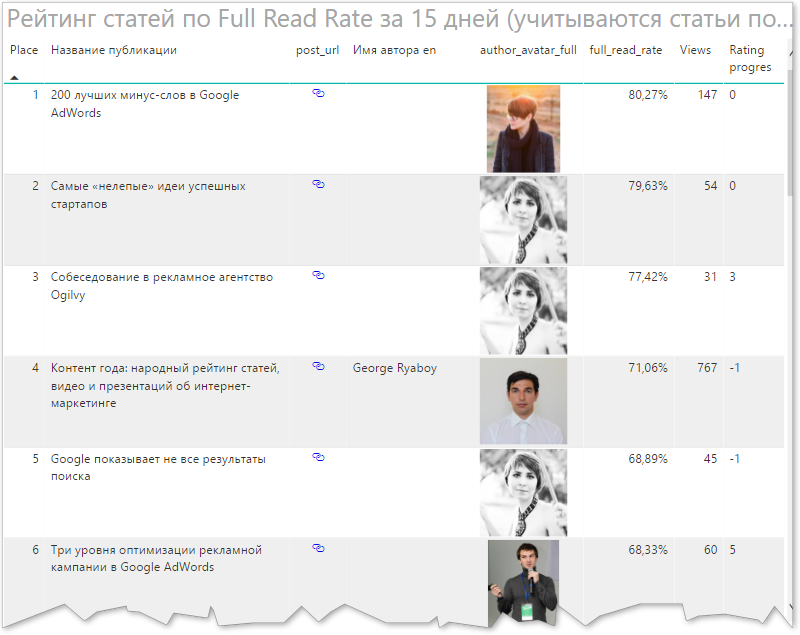 Рейтинг статей по Full Read Rate за 15 дней (учитываются статьи по...
Place Название публикации post_url Имя автора en author_avatar_full full_read_rate Views Rating
progres
1 200 лучших минус-слов в Google 80,27% 147 0
AdWords
2 Самые «нелепые» идеи успешных 79,63% 54 0
стартапов
3 Собеседование в рекламное агентство 77,42% 31 3
Ogilvy
4 Контент года: народный рейтинг статей, George Ryaboy 71,06% 767 -1
видео и презентаций об интернет-
маркетинге
5 Google показывает не все результаты 68,89% 45 -1
поиска
6 Три уровня оптимизации рекламной 68,33% 60 5
кампании в Google AdWords